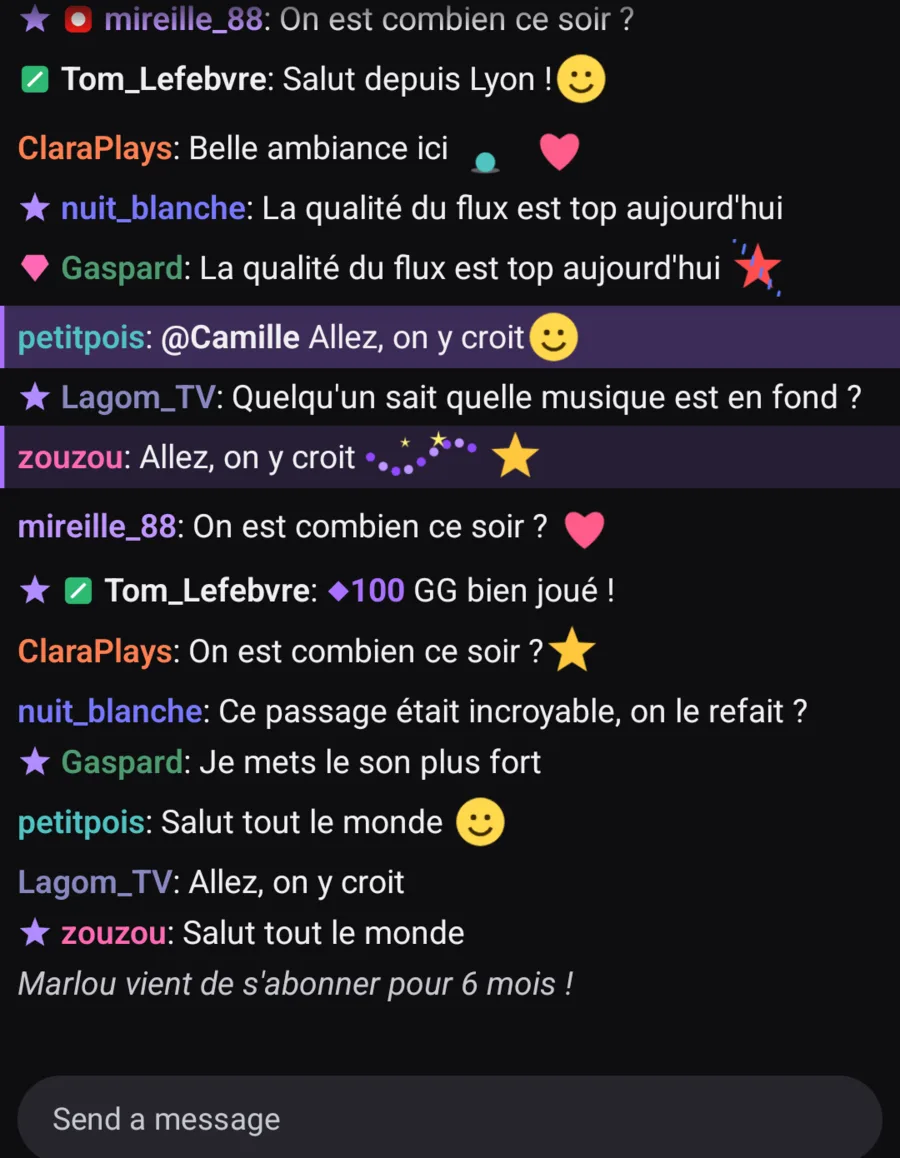 mireille_88: On est combien ce soir ?
Tom_Lefebvre: Salut depuis Lyon !
ClaraPlays: Belle ambiance ici
nuit_blanche: La qualité du flux est top aujourd'hui
Gaspard: La qualité du flux est top aujourd'hui
petitpois: @Camille Allez, on y croit
Lagom_TV: Quelqu'un sait quelle musique est en fond ?
zouzou: Allez, on y croit
mireille_88: On est combien ce soir ?
Tom_Lefebvre: 100 GG bien joué !
ClaraPlays: On est combien ce soir ?
nuit_blanche: Ce passage était incroyable, on le refait ?
Gaspard: Je mets le son plus fort
petitpois: Salut tout le monde
Lagom_TV: Allez, on y croit
zouzou: Salut tout le monde
Marlou vient de s'abonner pour 6 mois !
Send a message